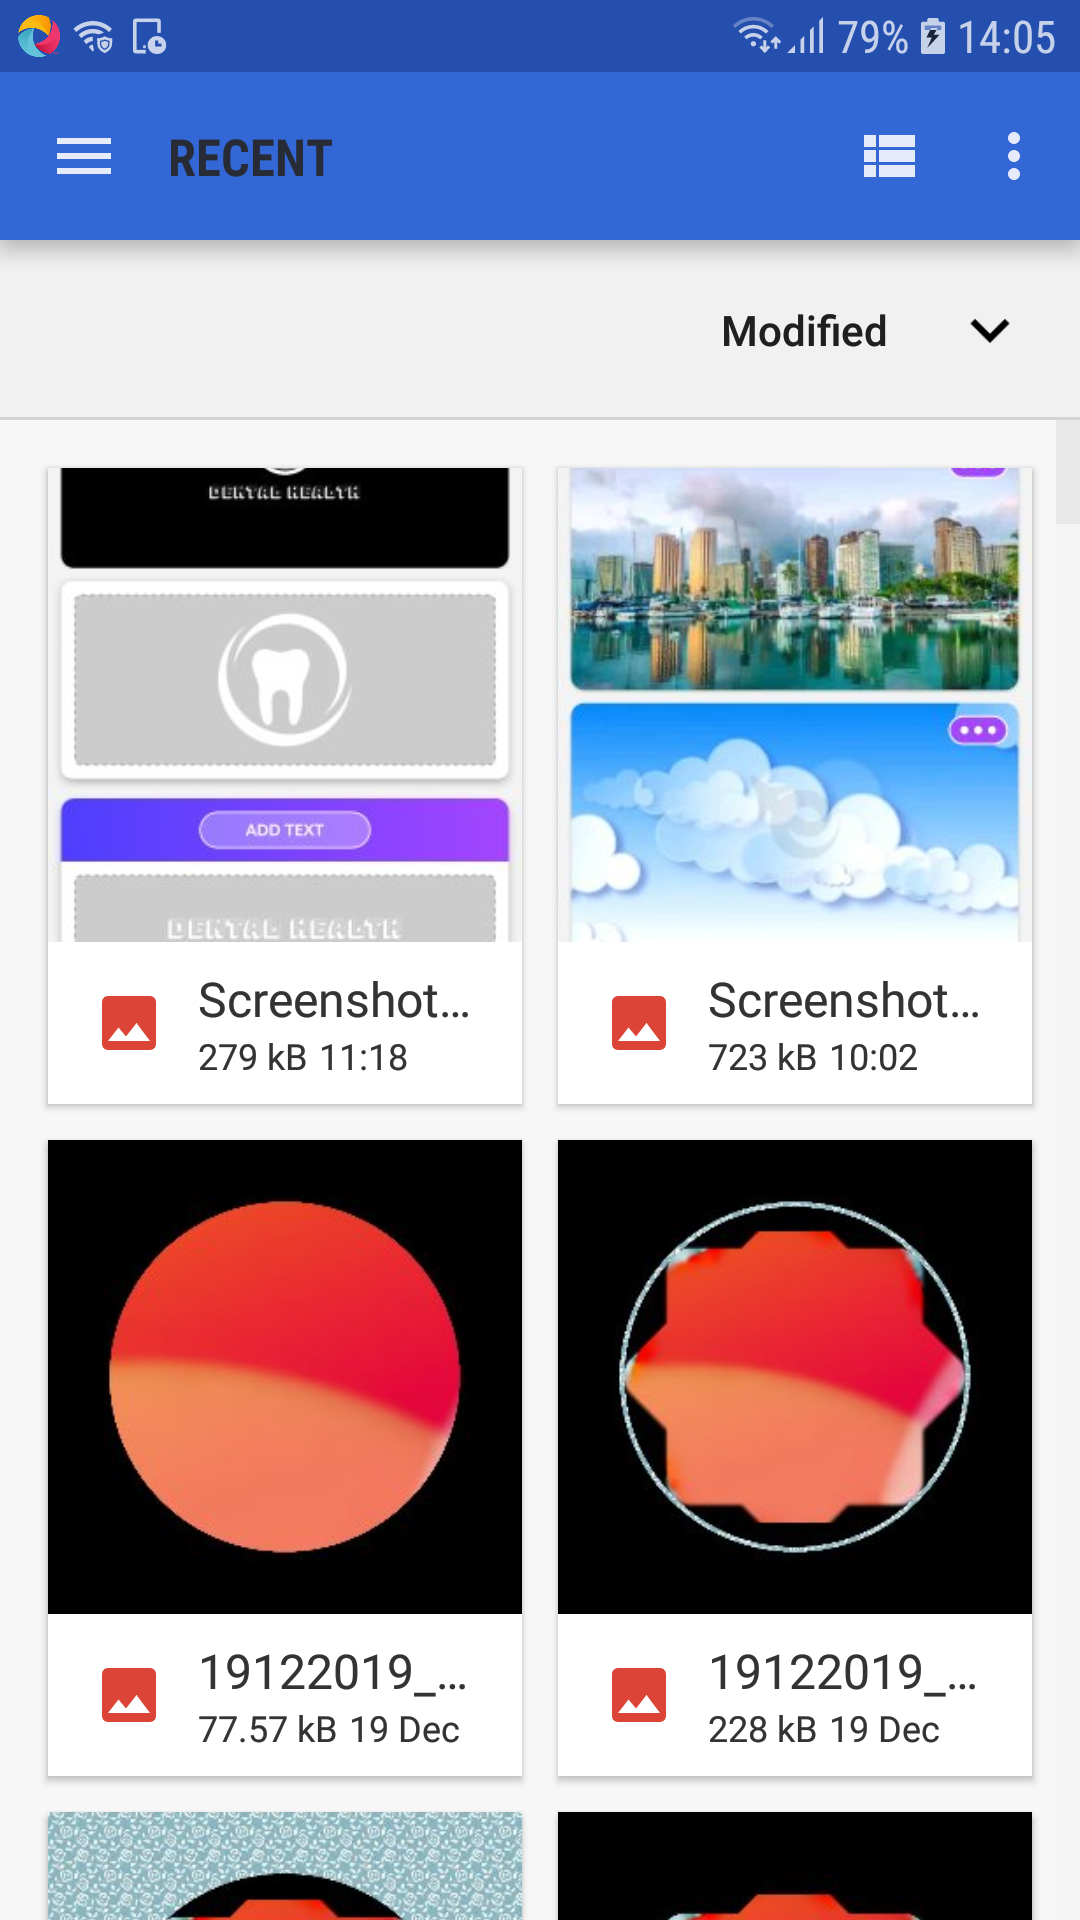 79% 14:05
RECENT
Modified
DENTAL HEALTH
ADD TEXT
DENTAL HEALTH
Screenshot...
279 kB 11:18
Screenshot...
723 kB 10:02
19122019_...
77.57 kB 19 Dec
19122019_...
228 kB 19 Dec